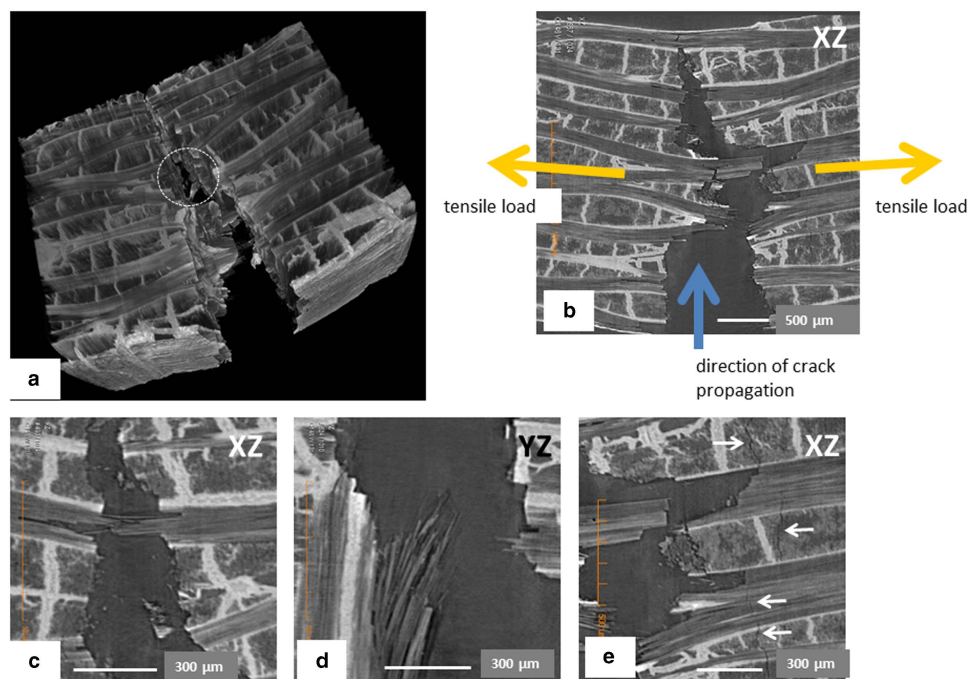 XZ
tensile load
tensile load
a
b
500 μm
direction of crack
propagation
XZ
YZ
XZ
c
300 μm
d
300 μm
e
300 μm